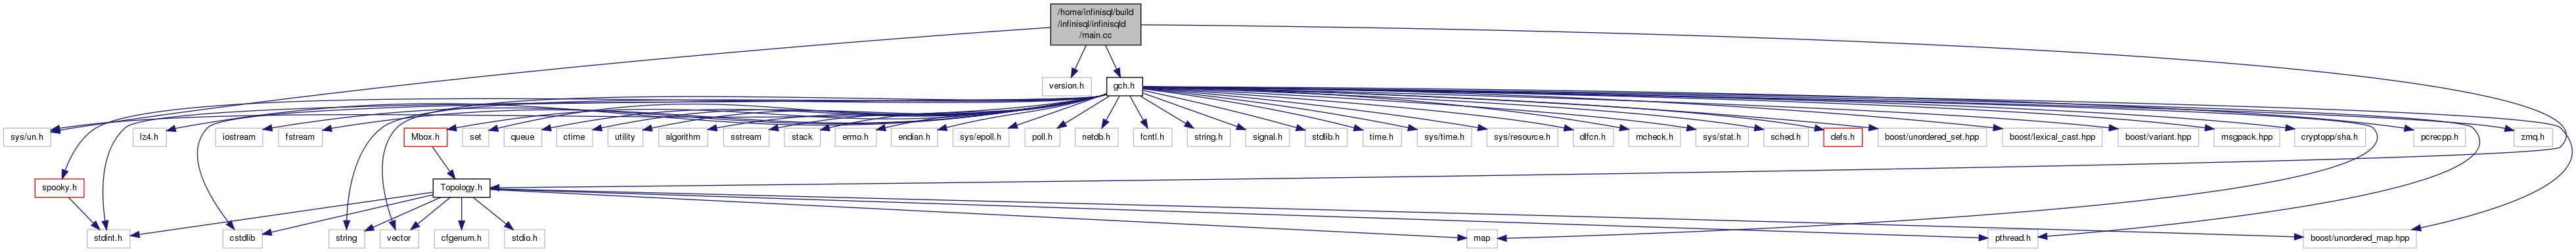 /home/infinisql/build
/infinisql/infinisqld
/main.cc
version.h
gch.h
sys/un.h
lz4.h
iostream
fstream
Mbox.h
set
queue
ctime
utility
algorithm
sstream
stack
errno.h
endian.h
sys/epoll.h
poll.h
netdb.h
fcntl.h
string.h
signal.h
stdlib.h
time.h
sys/time.h
sys/resource.h
dlfcn.h
mcheck.h
sys/stat.h
sched.h
defs.h
boost/unordered_set.hpp
boost/lexical_cast.hpp
boost/variant.hpp
msgpack.hpp
cryptopp/sha.h
pcrecpp.h
zmq.h
spooky.h
Topology.h
stdint.h
cstdlib
string
vector
cfgenum.h
stdio.h
map
pthread.h
boost/unordered_map.hpp